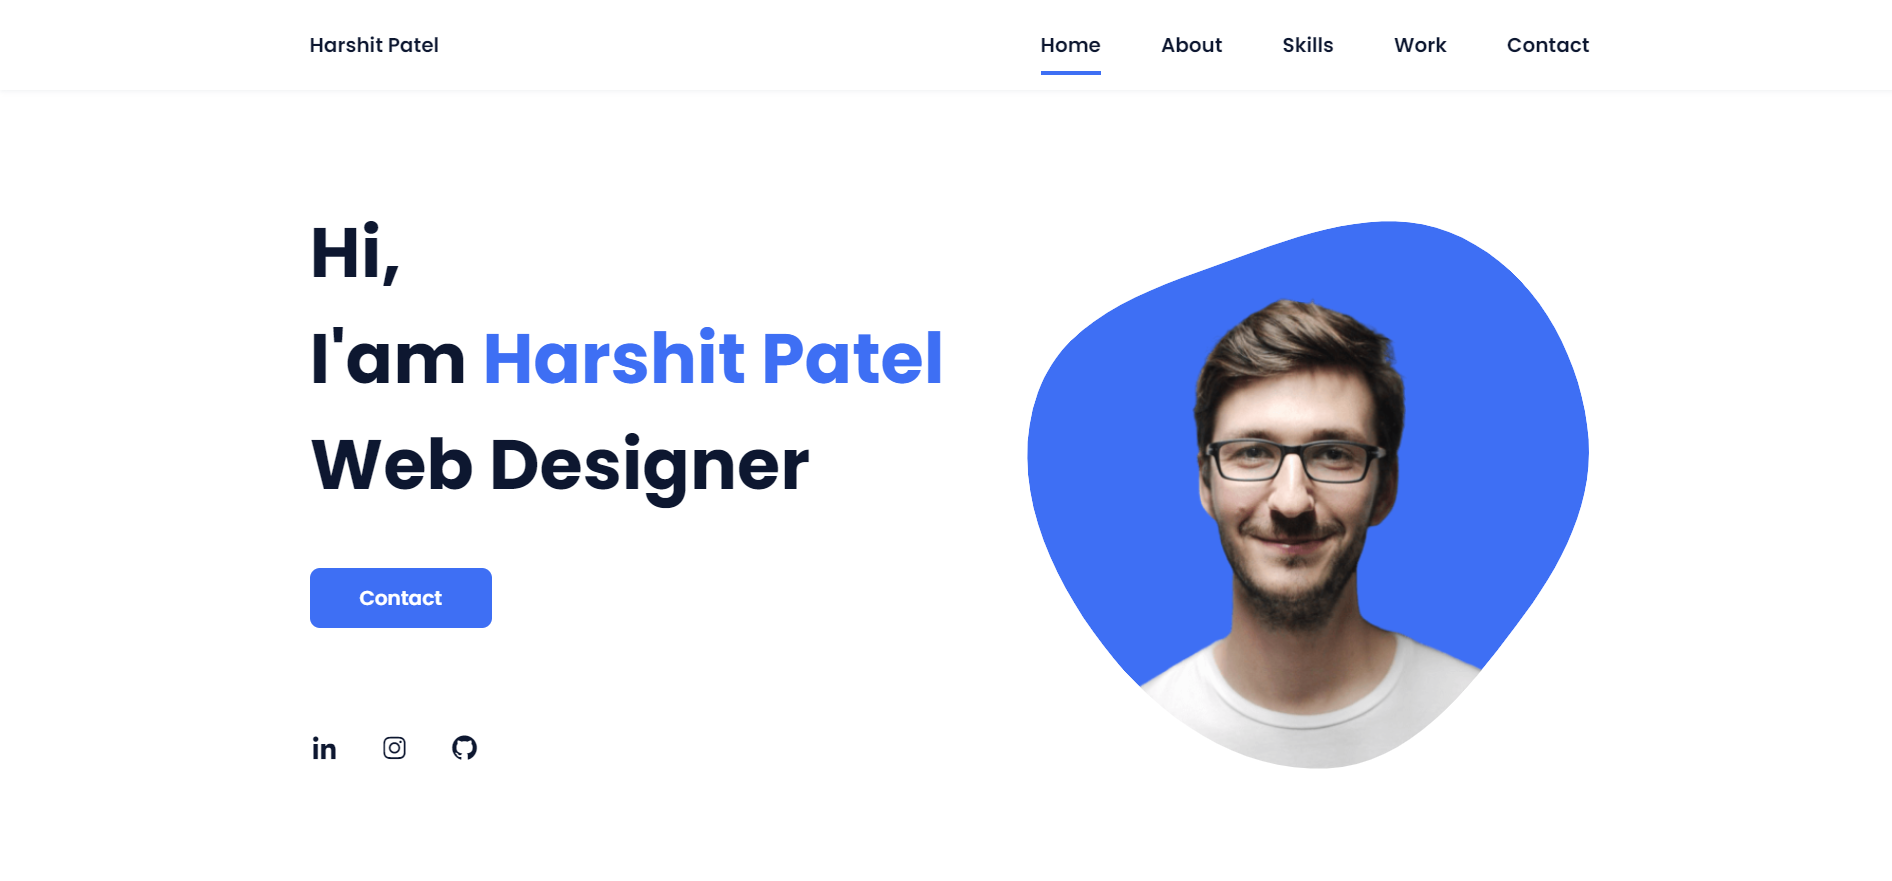 Harshit Patel
Home About Skills Work Contact
Hi,
I'am Harshit Patel
Web Designer
Contact
in